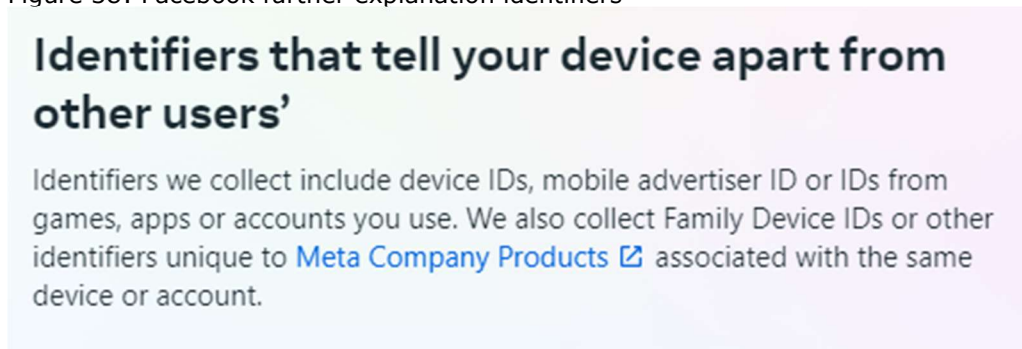 Identifiers that tell your device apart from
other users’
Identifiers we collect include device IDs, mobile advertiser ID or IDs from
games, apps or accounts you use. We also collect Family Device IDs or other
identifiers unique to Meta Company Products associated with the same
device or account.